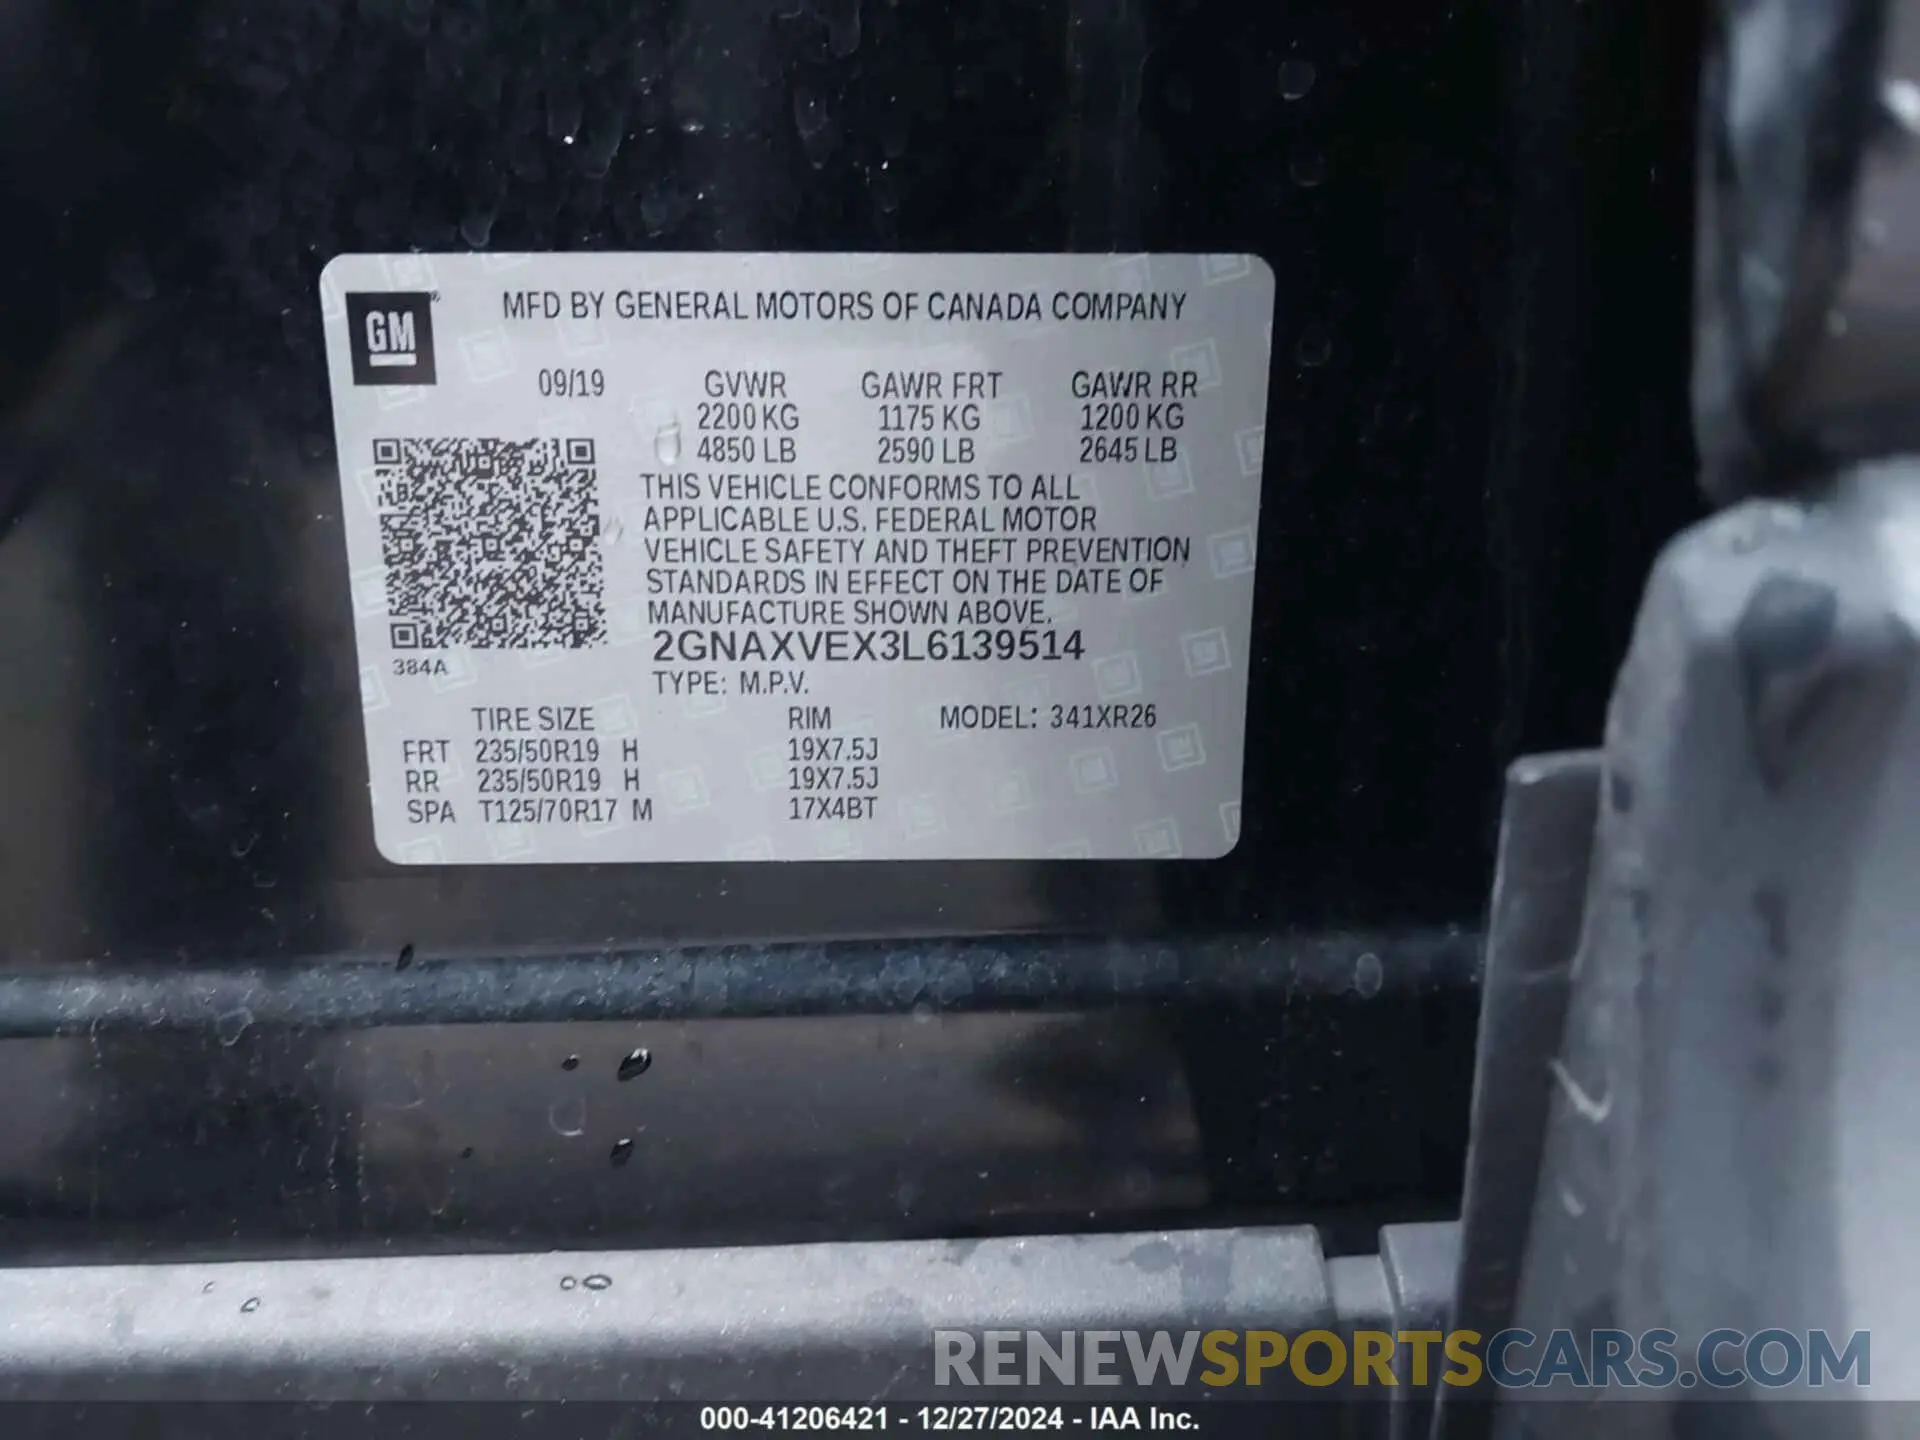 GM®
MFD BY GENERAL MOTORS OF CANADA COMPANY
09/19 GVWR GAWR FRT GAWR RR
2200 KG 1175 KG 1200 KG
4850 LB 2590 LB 2645 LB
THIS VEHICLE CONFORMS TO ALL
APPLICABLE U.S. FEDERAL MOTOR
VEHICLE SAFETY AND THEFT PREVENTION
STANDARDS IN EFFECT ON THE DATE OF
MANUFACTURE SHOWN ABOVE.
2GNAXVEX3L6139514
384A
TYPE: M.P.V.
TIRE SIZE RIM MODEL: 341XR26
FRT 235/50R19 H 19X7.5J
RR 235/50R19 H 19X7.5J
SPA T125/70R17 M 17X4BT
RENEWSPORTSCARS.COM
000-41206421 - 12/27/2024 - IAA Inc.